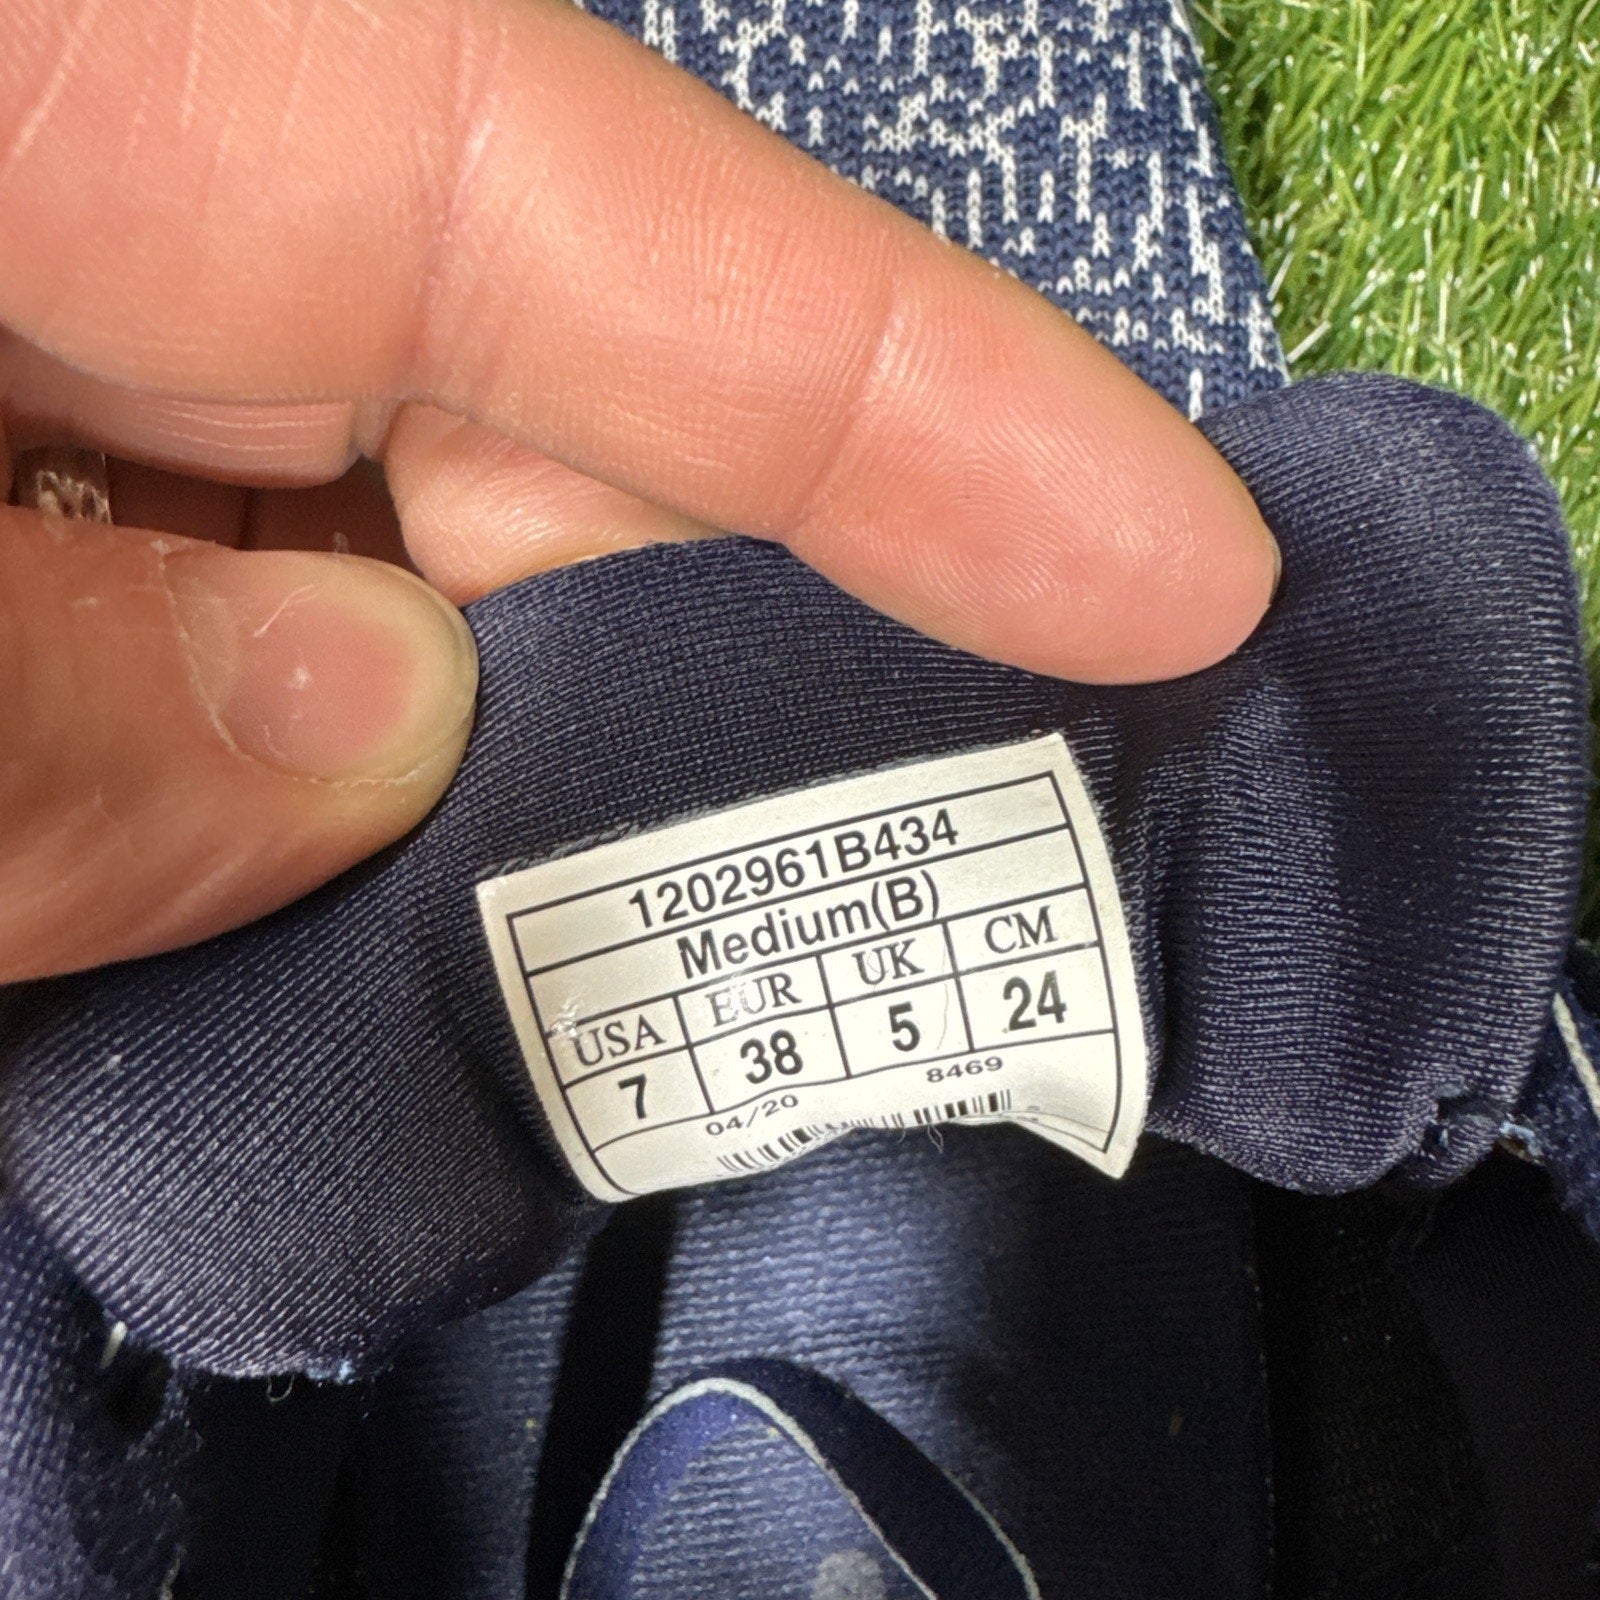 1202961B434
Medium(B)
USA EUR UK CM
7 38 5 24
04/20 8469